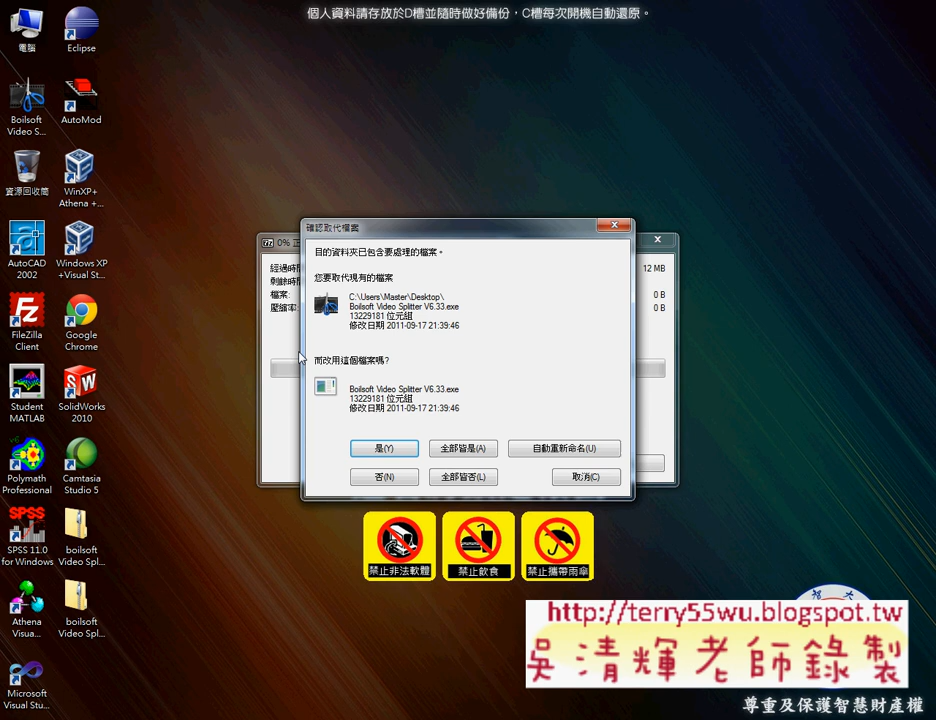 個人資料請存放於D槽並隨時做好備份，C槽每次開機自動還原。
電腦
Eclipse
Boilsoft
Video S...
AutoMod
資源回收筒
WinXP+
Athena +...
AutoCAD
2002
Windows XP
+Visual St...
FileZilla
Client
Google
Chrome
Student
MATLAB
SolidWorks
2010
Polymath
Professional
Camtasia
Studio 5
SPSS
SPSS 11.0
for Windows
boilsoft
Video Spl...
Athena
Visua...
boilsoft
Video Spl...
Microsoft
Visual Stu...
0% 正
經過時間
剩餘時間
檔案:
壓縮率:
12 MB
0 B
0 B
確認取代檔案
目的資料夾已包含要處理的檔案。
您要取代現有的檔案
C:\Users\Master\Desktop\
Boilsoft Video Splitter V6.33.exe
13229181 位元組
修改日期 2011-09-17 21:39:46
而改用這個檔案嗎?
Boilsoft Video Splitter V6.33.exe
13229181 位元組
修改日期 2011-09-17 21:39:46
是(Y)
全部皆是(A)
自動重新命名(U)
否(N)
全部皆否(L)
取消(C)
禁止非法軟體
禁止飲食
禁止攜帶雨傘
http://terry55wu.blogspot.tw
吳清輝老師錄製
尊重及保護智慧財產權